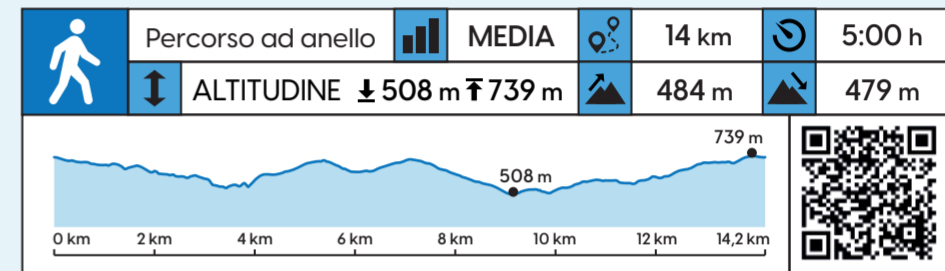 Percorso ad anello MEDIA 14 km 5:00 h
ALTITUDINE 508 m 739 m 484 m 479 m
739 m
508 m
0 km 2 km 4 km 6 km 8 km 10 km 12 km 14,2 km